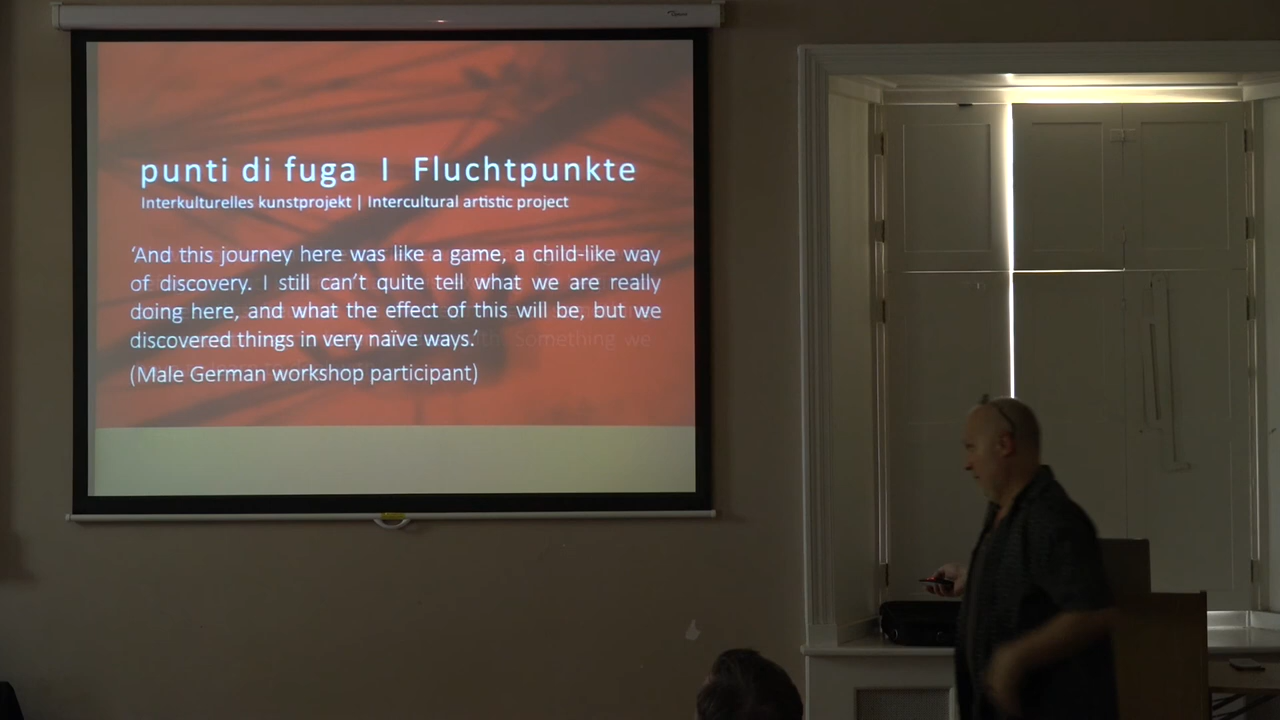 punti di fuga I Fluchtpunkte
Interkulturelles kunstprojekt | Intercultural artistic project
‘And this journey here was like a game, a child-like way
of discovery. I still can’t quite tell what we are really
doing here, and what the effect of this will be, but we
discovered things in very naïve ways.’ Something we
(Male German workshop participant)